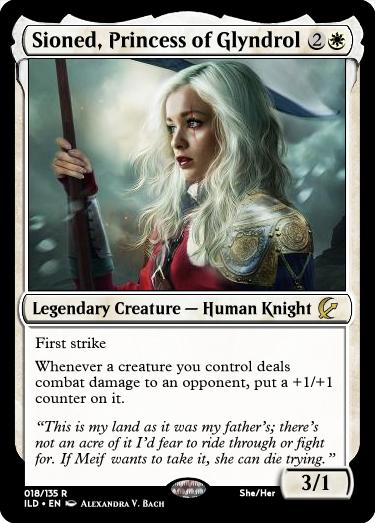 Sioned, Princess of Glyndrol 2
Legendary Creature — Human Knight
First strike
Whenever a creature you control deals
combat damage to an opponent, put a +1/+1
counter on it.
“This is my land as it was my father’s; there’s
not an acre of it I’d fear to ride through or fight
for. If Meif wants to take it, she can die trying.”
018/135 R She/Her 3/1
ILD • EN Alexandra V. Bach